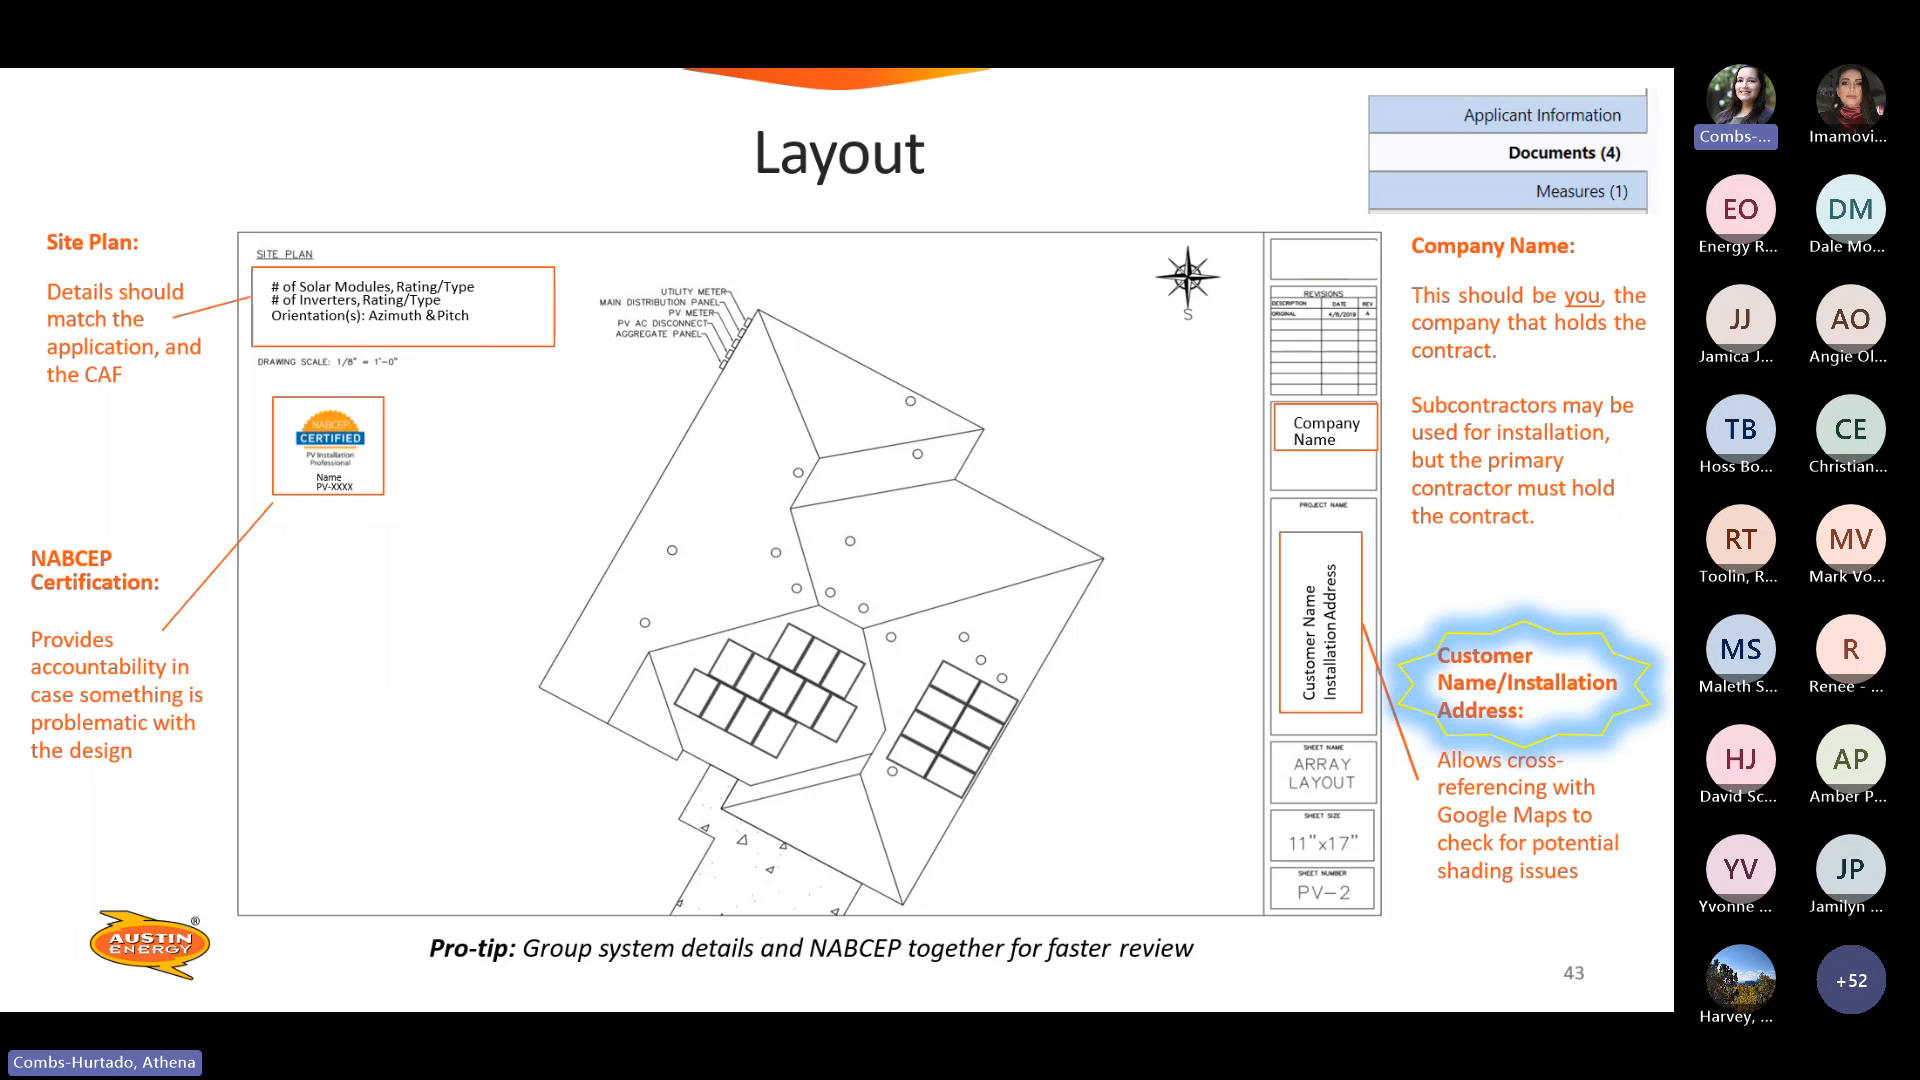 Layout
Applicant Information
Documents (4)
Measures (1)
Site Plan:
Details should
match the
application, and
the CAF
NABCEP
Certification:
Provides
accountability in
case something is
problematic with
the design
SITE PLAN
# of Solar Modules, Rating/Type
# of Inverters, Rating/Type
Orientation(s): Azimuth & Pitch
DRAWING SCALE: 1/8" = 1'-0"
NABCEP
CERTIFIED
PV Installation
Professional
Name
PV-XXXX
UTILITY METER
MAIN DISTRIBUTION PANEL
PV METER
PV AC DISCONNECT
AGGREGATE PANEL
S
REVISIONS
DESCRIPTION DATE REV
ORIGINAL 4/8/2019 A
Company
Name
PROJECT NAME
Customer Name
Installation Address
SHEET NAME
ARRAY
LAYOUT
SHEET SIZE
11"x17"
SHEET NUMBER
PV-2
Company Name:
This should be you, the
company that holds the
contract.
Subcontractors may be
used for installation,
but the primary
contractor must hold
the contract.
Customer
Name/Installation
Address:
Allows cross-
referencing with
Google Maps to
check for potential
shading issues
AUSTIN
ENERGY
®
Pro-tip: Group system details and NABCEP together for faster review
43
Combs-...
Imamovi...
EO
Energy R...
DM
Dale Mo...
JJ
Jamica J...
AO
Angie Ol...
TB
Hoss Bo...
CE
Christian...
RT
Toolin, R...
MV
Mark Vo...
MS
Maleth S...
R
Renee - ...
HJ
David Sc...
AP
Amber P...
YV
Yvonne ...
JP
Jamilyn ...
Harvey, ...
+52
Combs-Hurtado, Athena